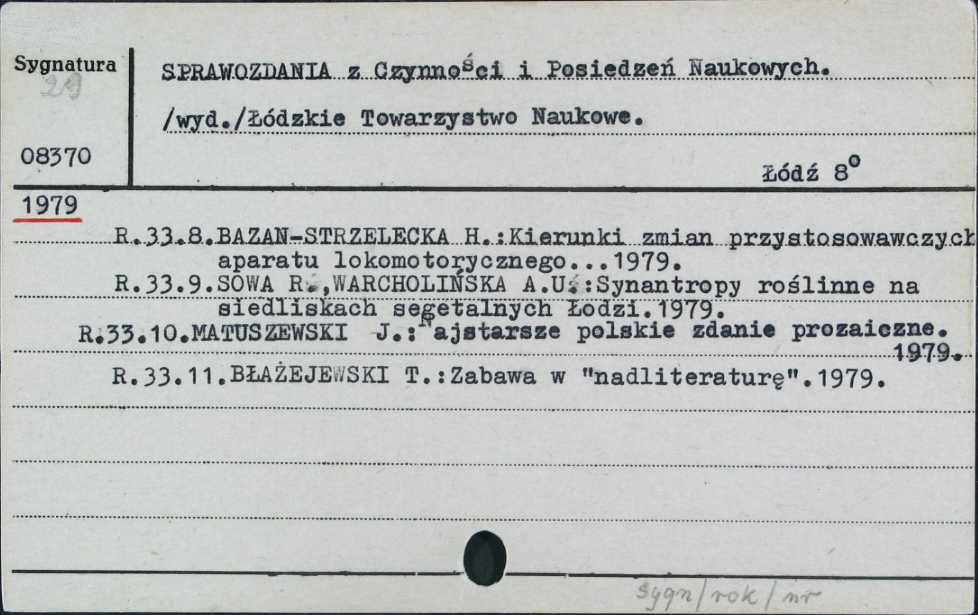 Sygnatura
29
08370
SPRAWOZDANIA z Czynności i Posiedzeń Naukowych.
/wyd./Łódzkie Towarzystwo Naukowe.
Łódź 8°
1979
R.33.8.BAZAN-STRZELECKA H.:Kierunki zmian przystosowawczych
aparatu lokomotorycznego...1979.
R.33.9.SOWA R.,WARCHOLIŃSKA A.U.:Synantropy roślinne na
siedliskach segetalnych Łodzi.1979.
R.33.10.MATUSZEWSKI J.:Najstarsze polskie zdanie prozaiczne.
1979.
R.33.11.BŁAŻEJEWSKI T.:Zabawa w "nadliteraturę".1979.
sygn/rok/nr